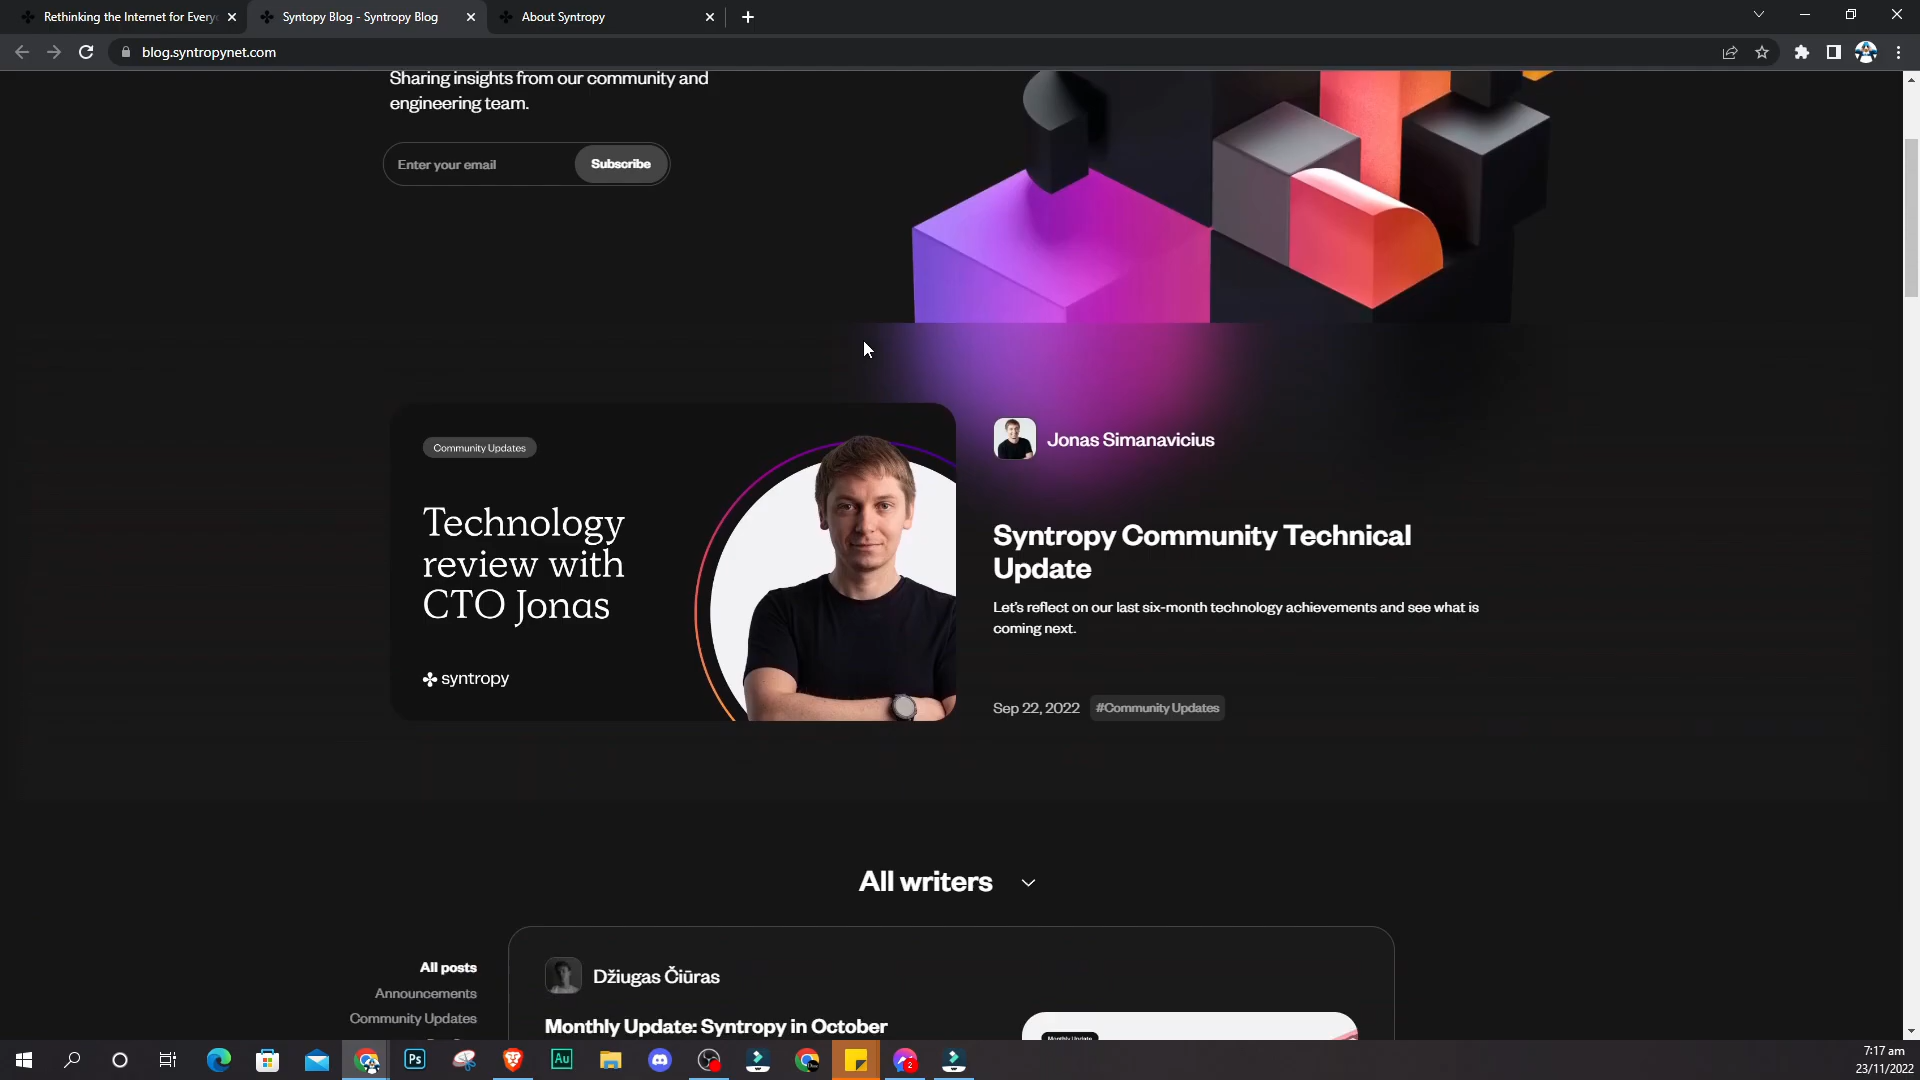 Rethinking the Internet for Every
Syntopy Blog - Syntropy Blog
About Syntropy
blog.syntropynet.com
Sharing insights from our community and
engineering team.
Enter your email
Subscribe
Community Updates
Technology
review with
CTO Jonas
syntropy
Jonas Simanavicius
Syntropy Community Technical
Update
Let's reflect on our last six-month technology achievements and see what is
coming next.
Sep 22, 2022
#Community Updates
All writers
All posts
Announcements
Community Updates
Džiugas Čiūras
Monthly Update: Syntropy in October
Monthly Update
Ps
Au
2
7:17 am
23/11/2022